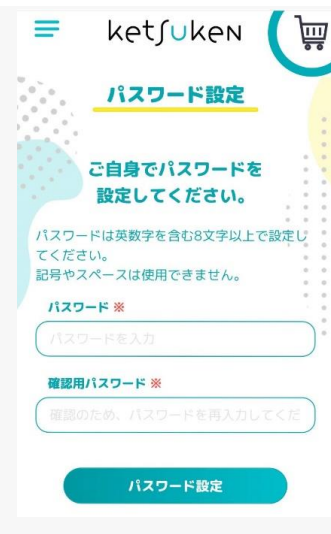 ketsuken
パスワード設定
ご自身でパスワードを
設定してください。
パスワードは英数字を含む8文字以上で設定し
てください。
記号やスペースは使用できません。
パスワード ※
パスワードを入力
確認用パスワード ※
確認のため、パスワードを再入力してくだ
パスワード設定